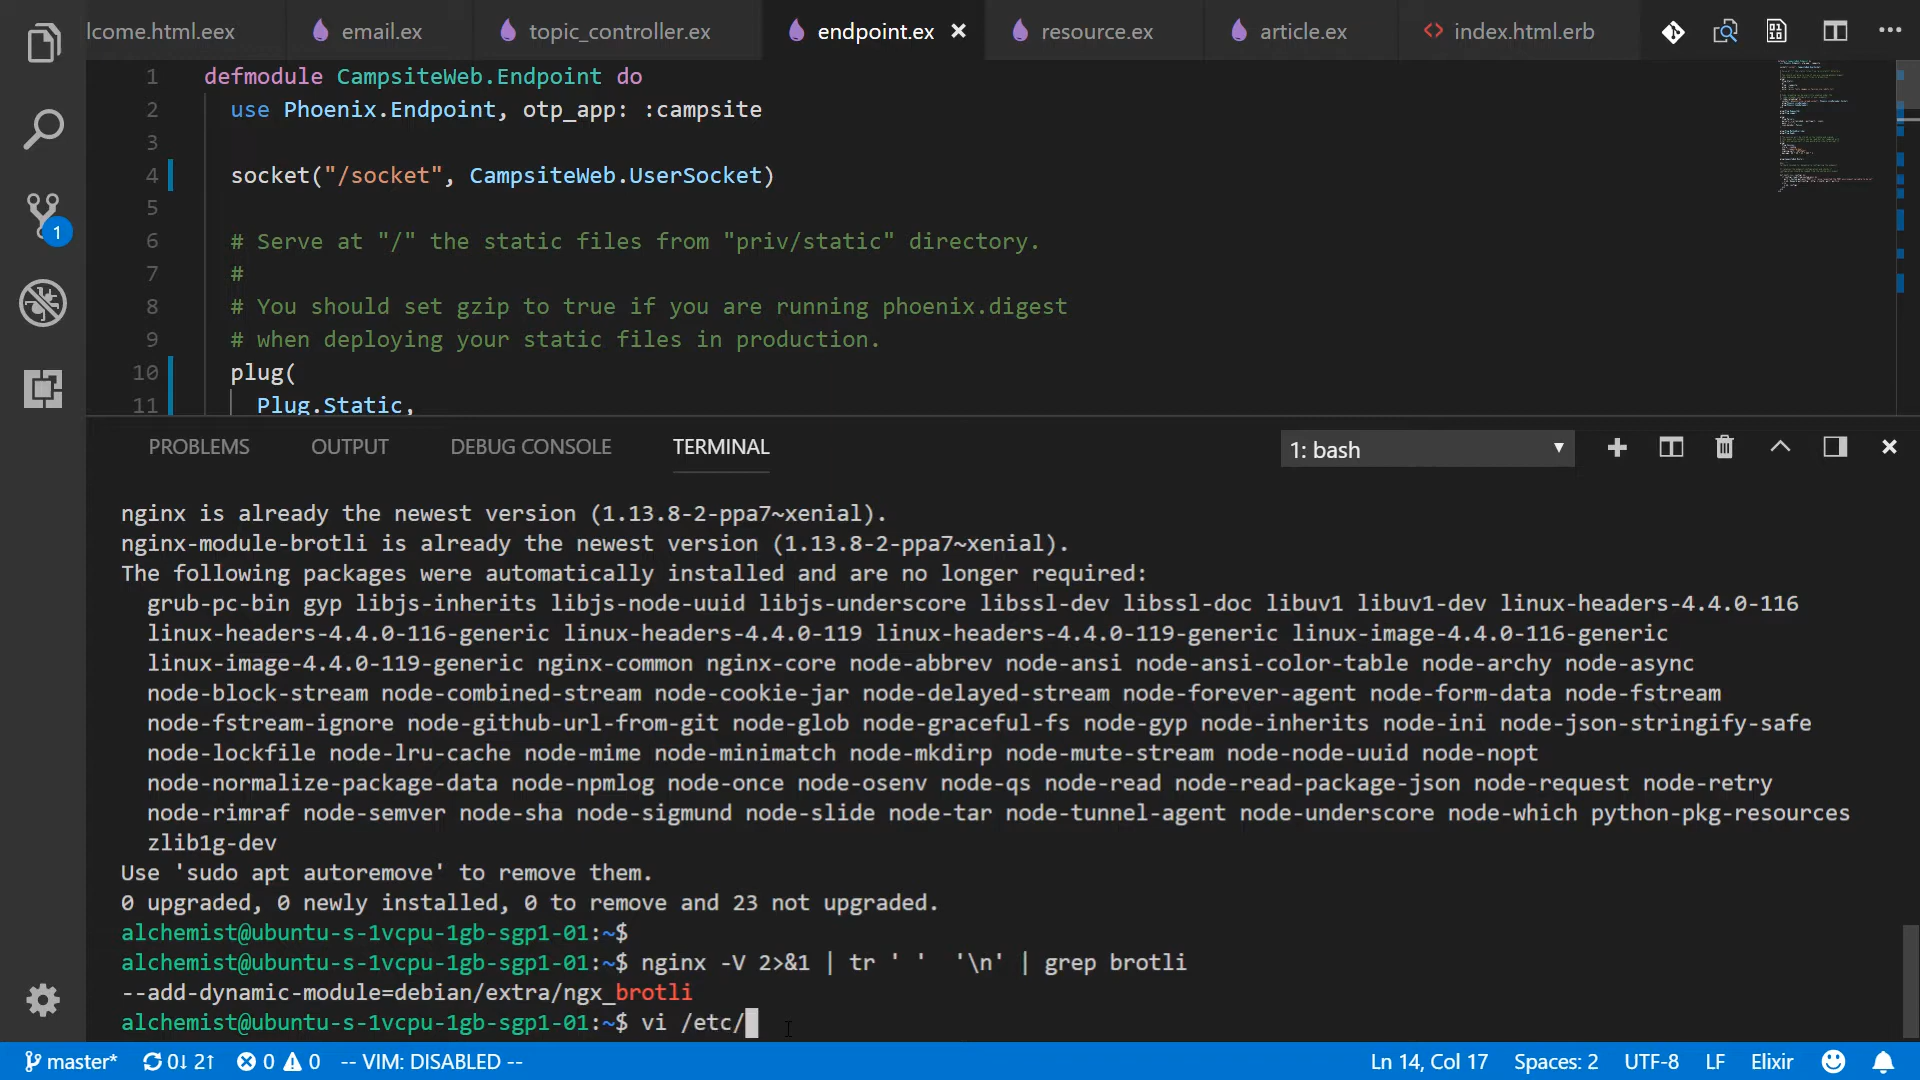 lcome.html.eex email.ex topic_controller.ex endpoint.ex resource.ex article.ex index.html.erb
1 defmodule CampsiteWeb.Endpoint do
2 use Phoenix.Endpoint, otp_app: :campsite
3
4 socket("/socket", CampsiteWeb.UserSocket)
5
6 # Serve at "/" the static files from "priv/static" directory.
7 #
8 # You should set gzip to true if you are running phoenix.digest
9 # when deploying your static files in production.
10 plug(
11 Plug.Static,
1
PROBLEMS OUTPUT DEBUG CONSOLE TERMINAL 1: bash
nginx is already the newest version (1.13.8-2-ppa7~xenial).
nginx-module-brotli is already the newest version (1.13.8-2-ppa7~xenial).
The following packages were automatically installed and are no longer required:
grub-pc-bin gyp libjs-inherits libjs-node-uuid libjs-underscore libssl-dev libssl-doc libuv1 libuv1-dev linux-headers-4.4.0-116
linux-headers-4.4.0-116-generic linux-headers-4.4.0-119 linux-headers-4.4.0-119-generic linux-image-4.4.0-116-generic
linux-image-4.4.0-119-generic nginx-common nginx-core node-abbrev node-ansi node-ansi-color-table node-archy node-async
node-block-stream node-combined-stream node-cookie-jar node-delayed-stream node-forever-agent node-form-data node-fstream
node-fstream-ignore node-github-url-from-git node-glob node-graceful-fs node-gyp node-inherits node-ini node-json-stringify-safe
node-lockfile node-lru-cache node-mime node-minimatch node-mkdirp node-mute-stream node-node-uuid node-nopt
node-normalize-package-data node-npmlog node-once node-osenv node-qs node-read node-read-package-json node-request node-retry
node-rimraf node-semver node-sha node-sigmund node-slide node-tar node-tunnel-agent node-underscore node-which python-pkg-resources
zlib1g-dev
Use 'sudo apt autoremove' to remove them.
0 upgraded, 0 newly installed, 0 to remove and 23 not upgraded.
alchemist@ubuntu-s-1vcpu-1gb-sgp1-01:~$
alchemist@ubuntu-s-1vcpu-1gb-sgp1-01:~$ nginx -V 2>&1 | tr ' '  '\n' | grep brotli
--add-dynamic-module=debian/extra/ngx_brotli
alchemist@ubuntu-s-1vcpu-1gb-sgp1-01:~$ vi /etc/
master* 0↓ 2↑ 0 0 -- VIM: DISABLED -- Ln 14, Col 17 Spaces: 2 UTF-8 LF Elixir